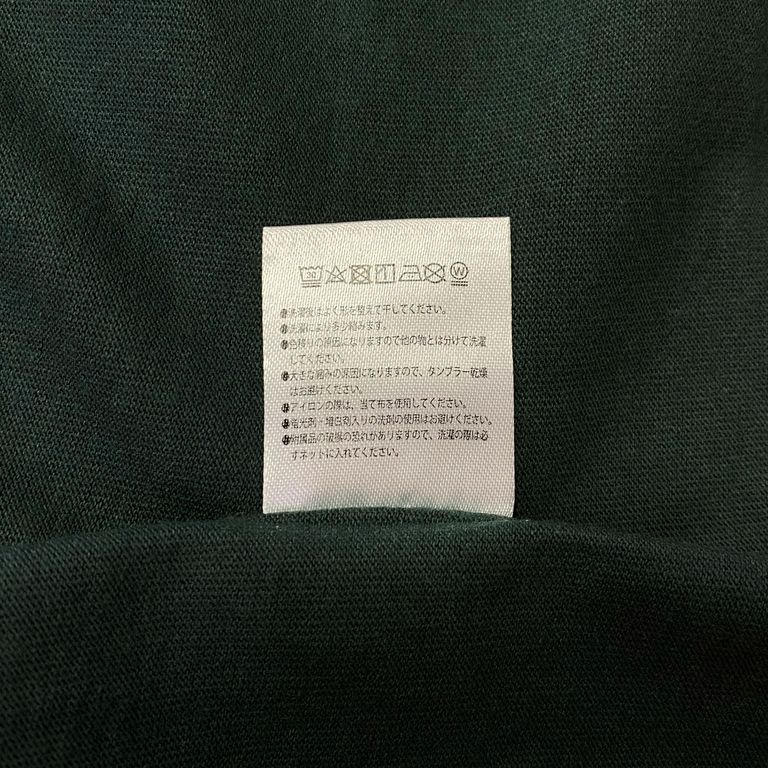 30 W
●洗濯後はよく形を整えて干してください。
●洗濯により多少縮みます。
●色移りの原因になりますので他の物とは分けて洗濯
してください。
●大きな縮みの原因になりますので、タンブラー乾燥
はお避けください。
●アイロンの際は、当て布を使用してください。
●蛍光剤・増白剤入りの洗剤の使用はお避けください。
●附属品の破損の恐れがありますので、洗濯の際は必
ずネットに入れてください。